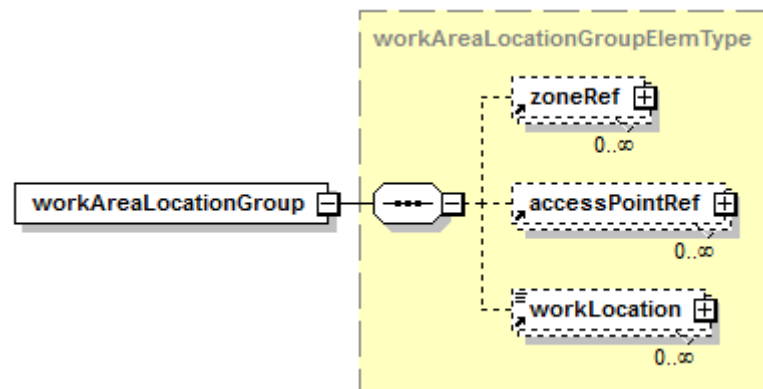 workAreaLocationGroupElemType
zoneRef
0..∞
workAreaLocationGroup
accessPointRef
0..∞
workLocation
0..∞